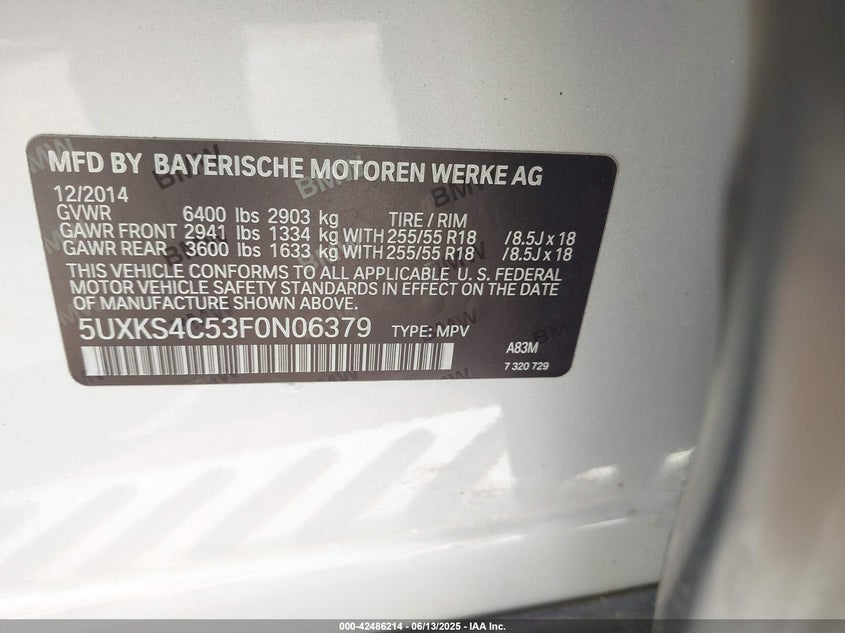 MFD BY BAYERISCHE MOTOREN WERKE AG
12/2014
GVWR 6400 lbs 2903 kg TIRE / RIM
GAWR FRONT 2941 lbs 1334 kg WITH 255/55 R18 /8.5J x 18
GAWR REAR 3600 lbs 1633 kg WITH 255/55 R18 /8.5J x 18
THIS VEHICLE CONFORMS TO ALL APPLICABLE U. S. FEDERAL
MOTOR VEHICLE SAFETY STANDARDS IN EFFECT ON THE DATE
OF MANUFACTURE SHOWN ABOVE.
5UXKS4C53F0N06379 TYPE: MPV
A83M
7 320 729
000-42486214 - 06/13/2025 - IAA Inc.